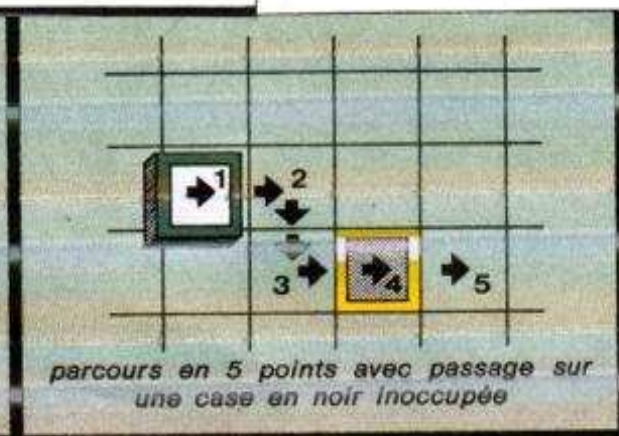 1
2
3
4
5
parcours en 5 points avec passage sur
une case en noir inoccupée